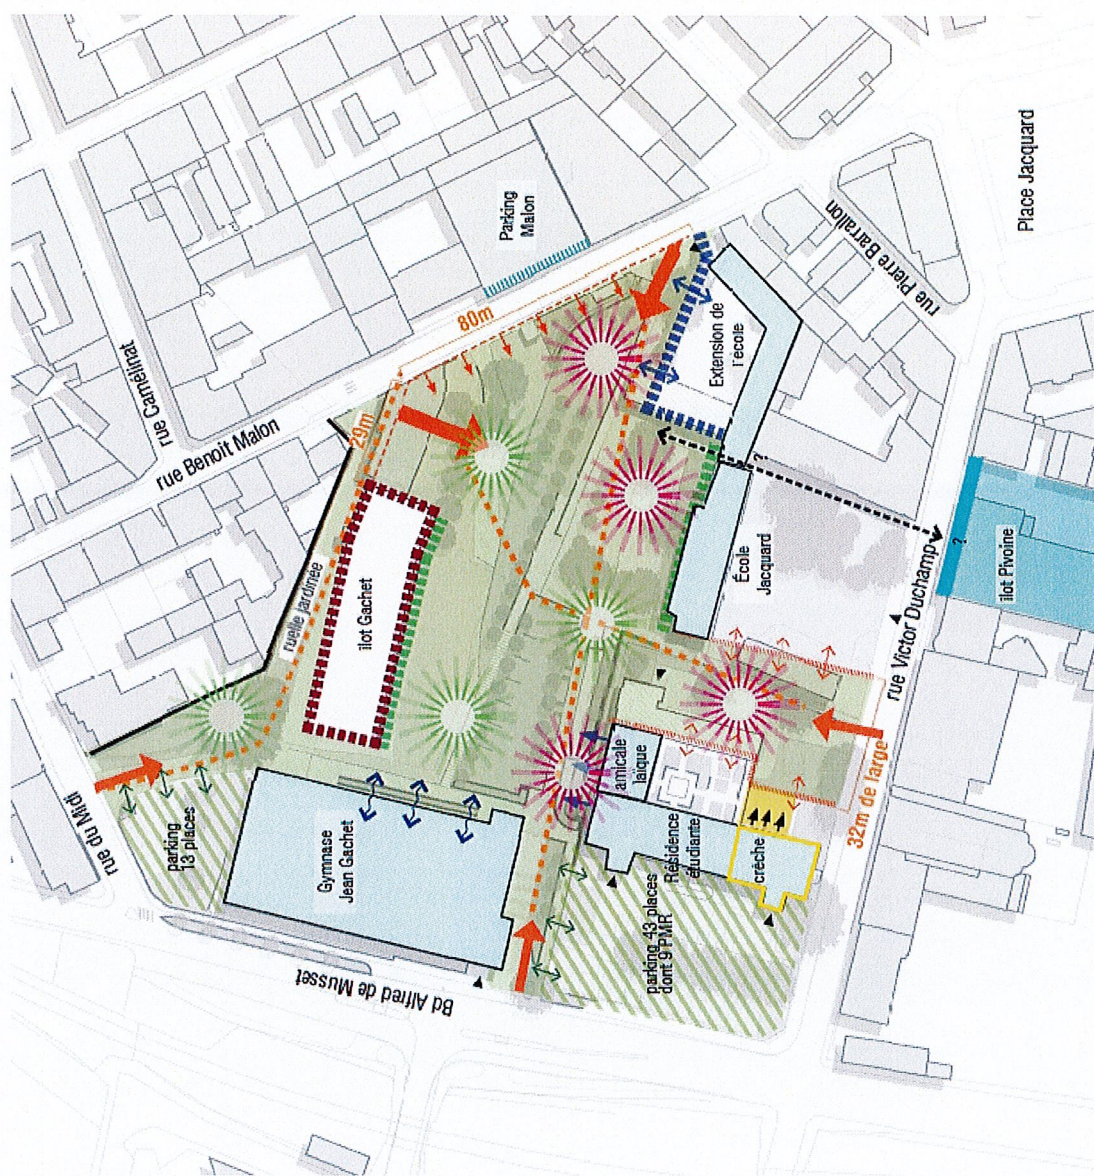 rue Camélinat
rue Benoit Malon
Parking
Malon
80m
29m
rue du Midi
ruelle jardinée
ilot Gachet
parking
13 places
Gymnase
Jean Gachet
Bd Alfred de Musset
Extension de
l'école
?
École
Jacquard
amicale
laïque
Résidence
étudiante
crèche
parking 43 places
dont 9 PMR
32m de large
rue Victor Duchamp
?
ilot Pivoine
rue Pierre Barrallon
Place Jacquard